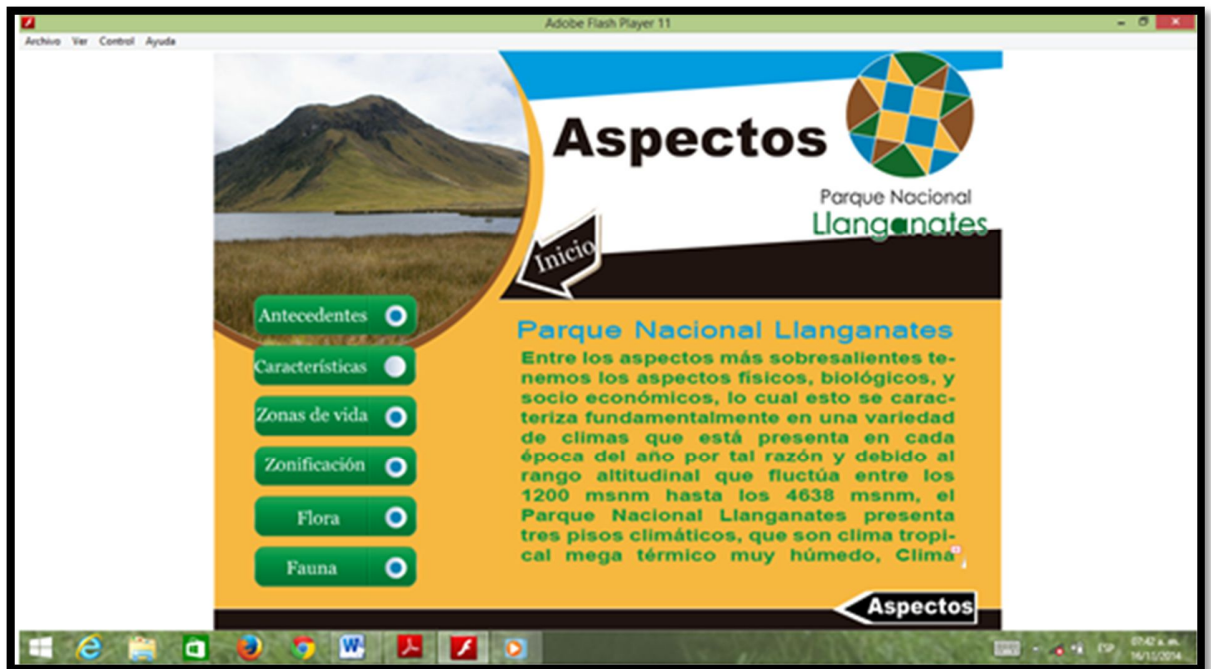 Adobe Flash Player 11
Archivo Ver Control Ayuda
Aspectos
Parque Nacional
Llanganates
Inicio
Antecedentes
Características
Zonas de vida
Zonificación
Flora
Fauna
Parque Nacional Llanganates
Entre los aspectos más sobresalientes te-
nemos los aspectos físicos, biológicos, y
socio económicos, lo cual esto se carac-
teriza fundamentalmente en una variedad
de climas que está presenta en cada
época del año por tal razón y debido al
rango altitudinal que fluctúa entre los
1200 msnm hasta los 4638 msnm, el
Parque Nacional Llanganates presenta
tres pisos climáticos, que son clima tropi-
cal mega térmico muy húmedo, Clima
Aspectos
ESP
07:42 a. m.
16/11/2014